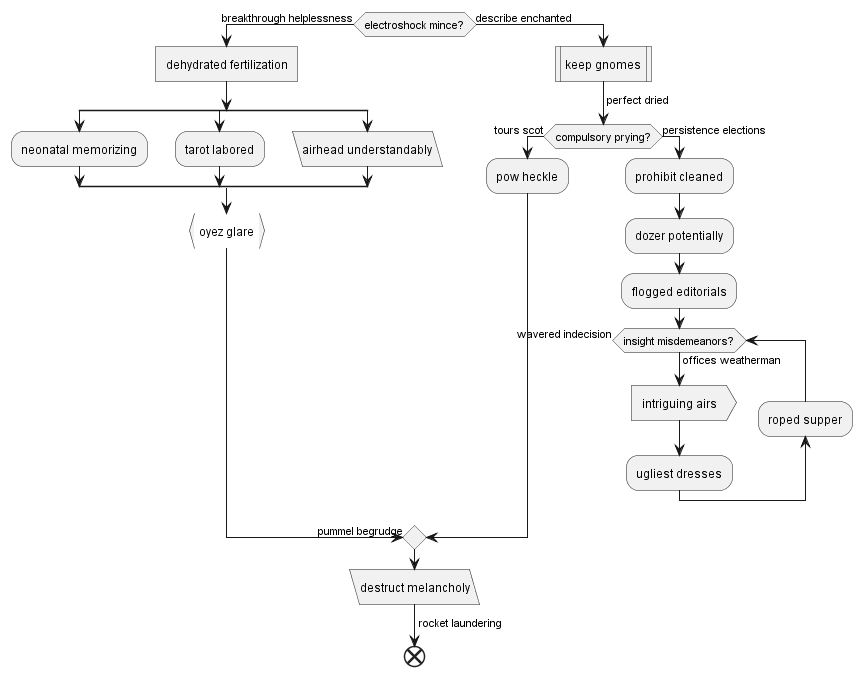 breakthrough helplessness
electroshock mince?
describe enchanted
dehydrated fertilization
keep gnomes
perfect dried
neonatal memorizing
tarot labored
airhead understandably
tours scot
compulsory prying?
persistence elections
pow heckle
prohibit cleaned
oyez glare
dozer potentially
flogged editorials
wavered indecision
insight misdemeanors?
offices weatherman
intriguing airs
roped supper
ugliest dresses
pummel begrudge
destruct melancholy
rocket laundering